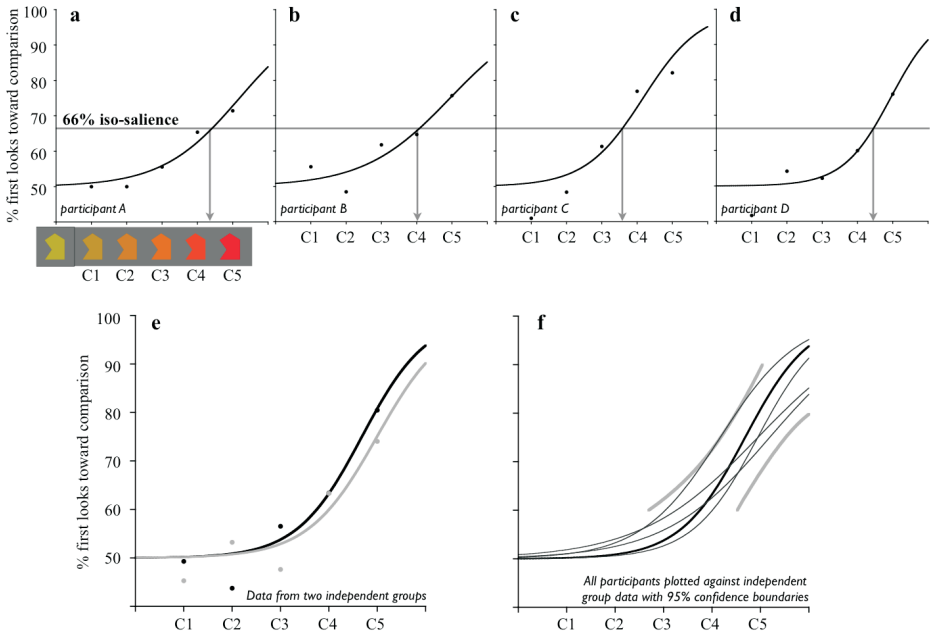 a
b
c
d
% first looks toward comparison
100
90
80
70
60
50
66% iso-salience
participant A
participant B
participant C
participant D
C1 C2 C3 C4 C5
C1 C2 C3 C4 C5
C1 C2 C3 C4 C5
C1 C2 C3 C4 C5
e
% first looks toward comparison
100
90
80
70
60
50
Data from two independent groups
C1 C2 C3 C4 C5
f
All participants plotted against independent
group data with 95% confidence boundaries
C1 C2 C3 C4 C5